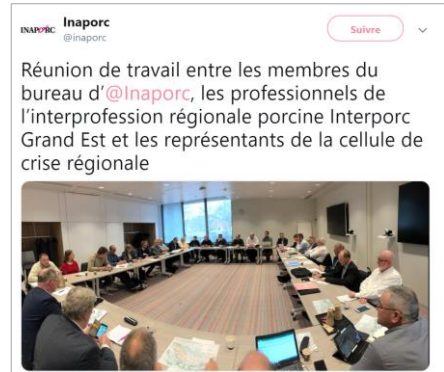 INAPORC
Inaporc
@inaporc
Suivre
Réunion de travail entre les membres du
bureau d'@Inaporc, les professionnels de
l'interprofession régionale porcine Interporc
Grand Est et les représentants de la cellule de
crise régionale